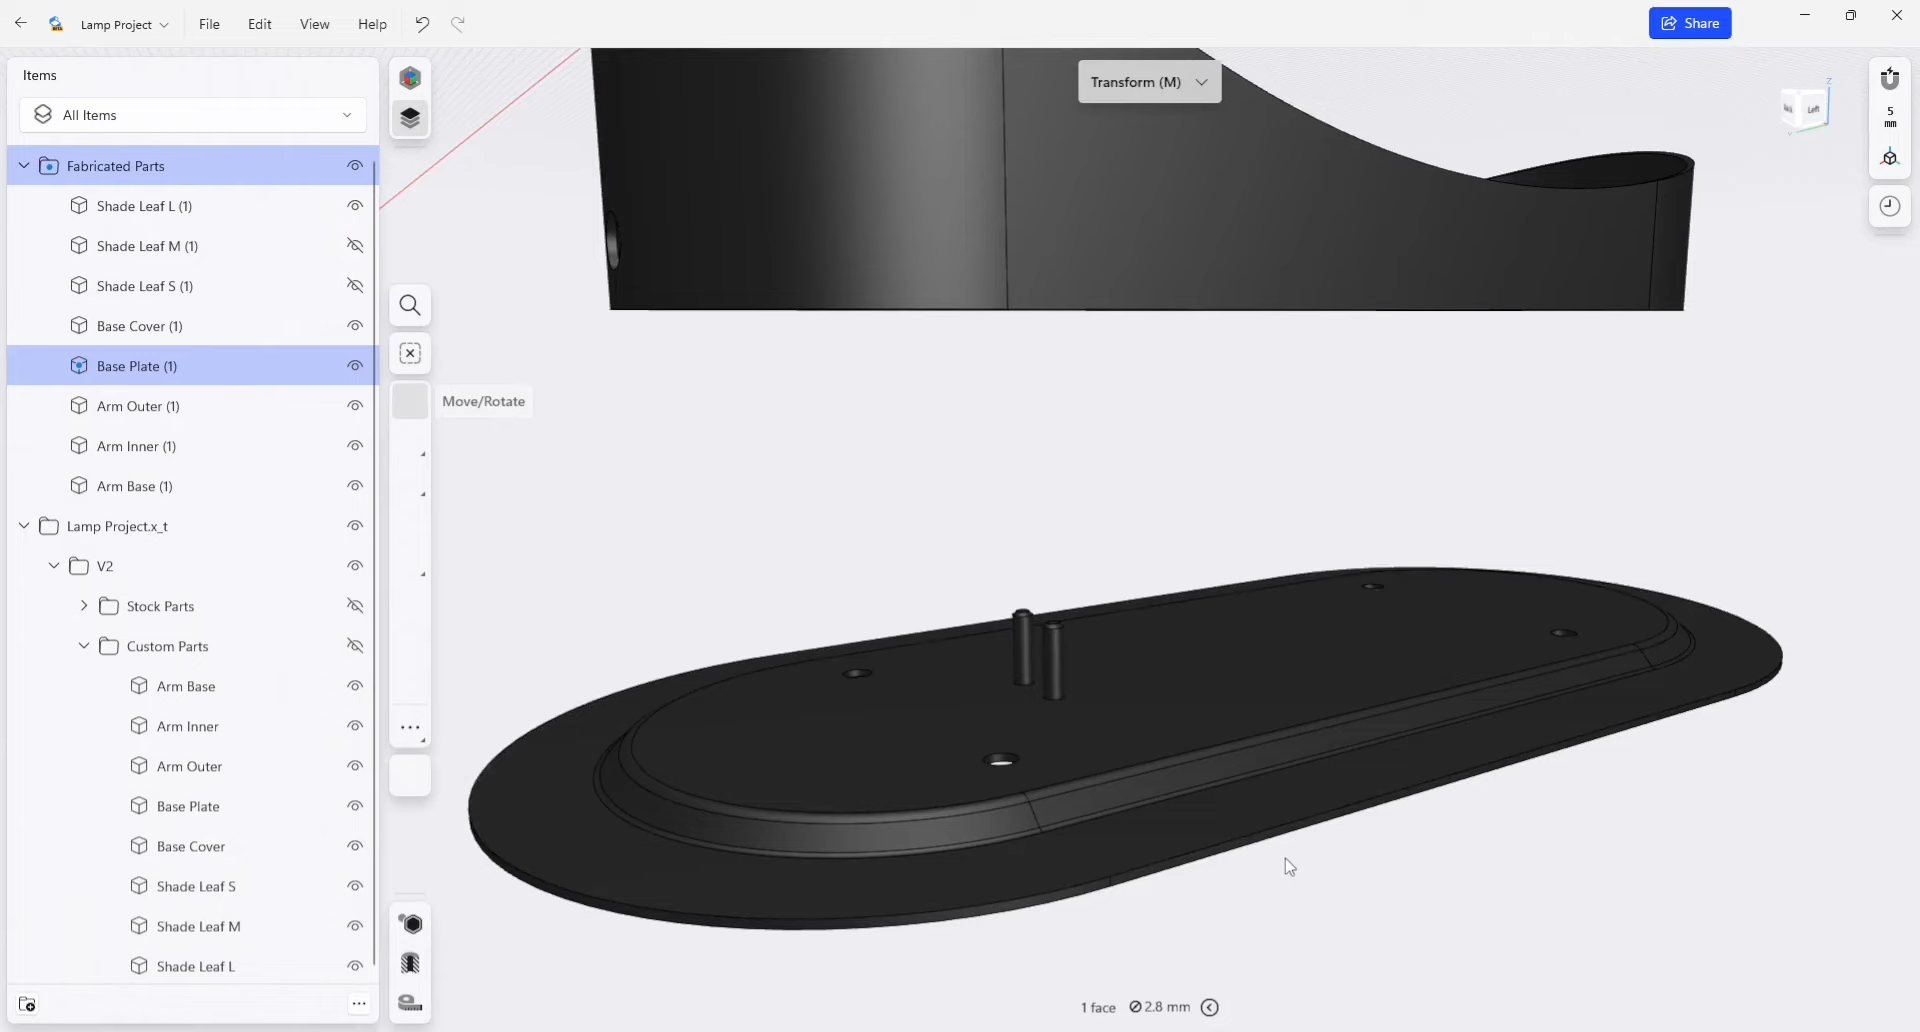 Lamp Project
File
Edit
View
Help
Share
Items
All Items
Fabricated Parts
Shade Leaf L (1)
Shade Leaf M (1)
Shade Leaf S (1)
Base Cover (1)
Base Plate (1)
Arm Outer (1)
Arm Inner (1)
Arm Base (1)
Lamp Project.x_t
V2
Stock Parts
Custom Parts
Arm Base
Arm Inner
Arm Outer
Base Plate
Base Cover
Shade Leaf S
Shade Leaf M
Shade Leaf L
Move/Rotate
Transform (M)
Z
Left
5
mm
1 face ⌀2.8 mm